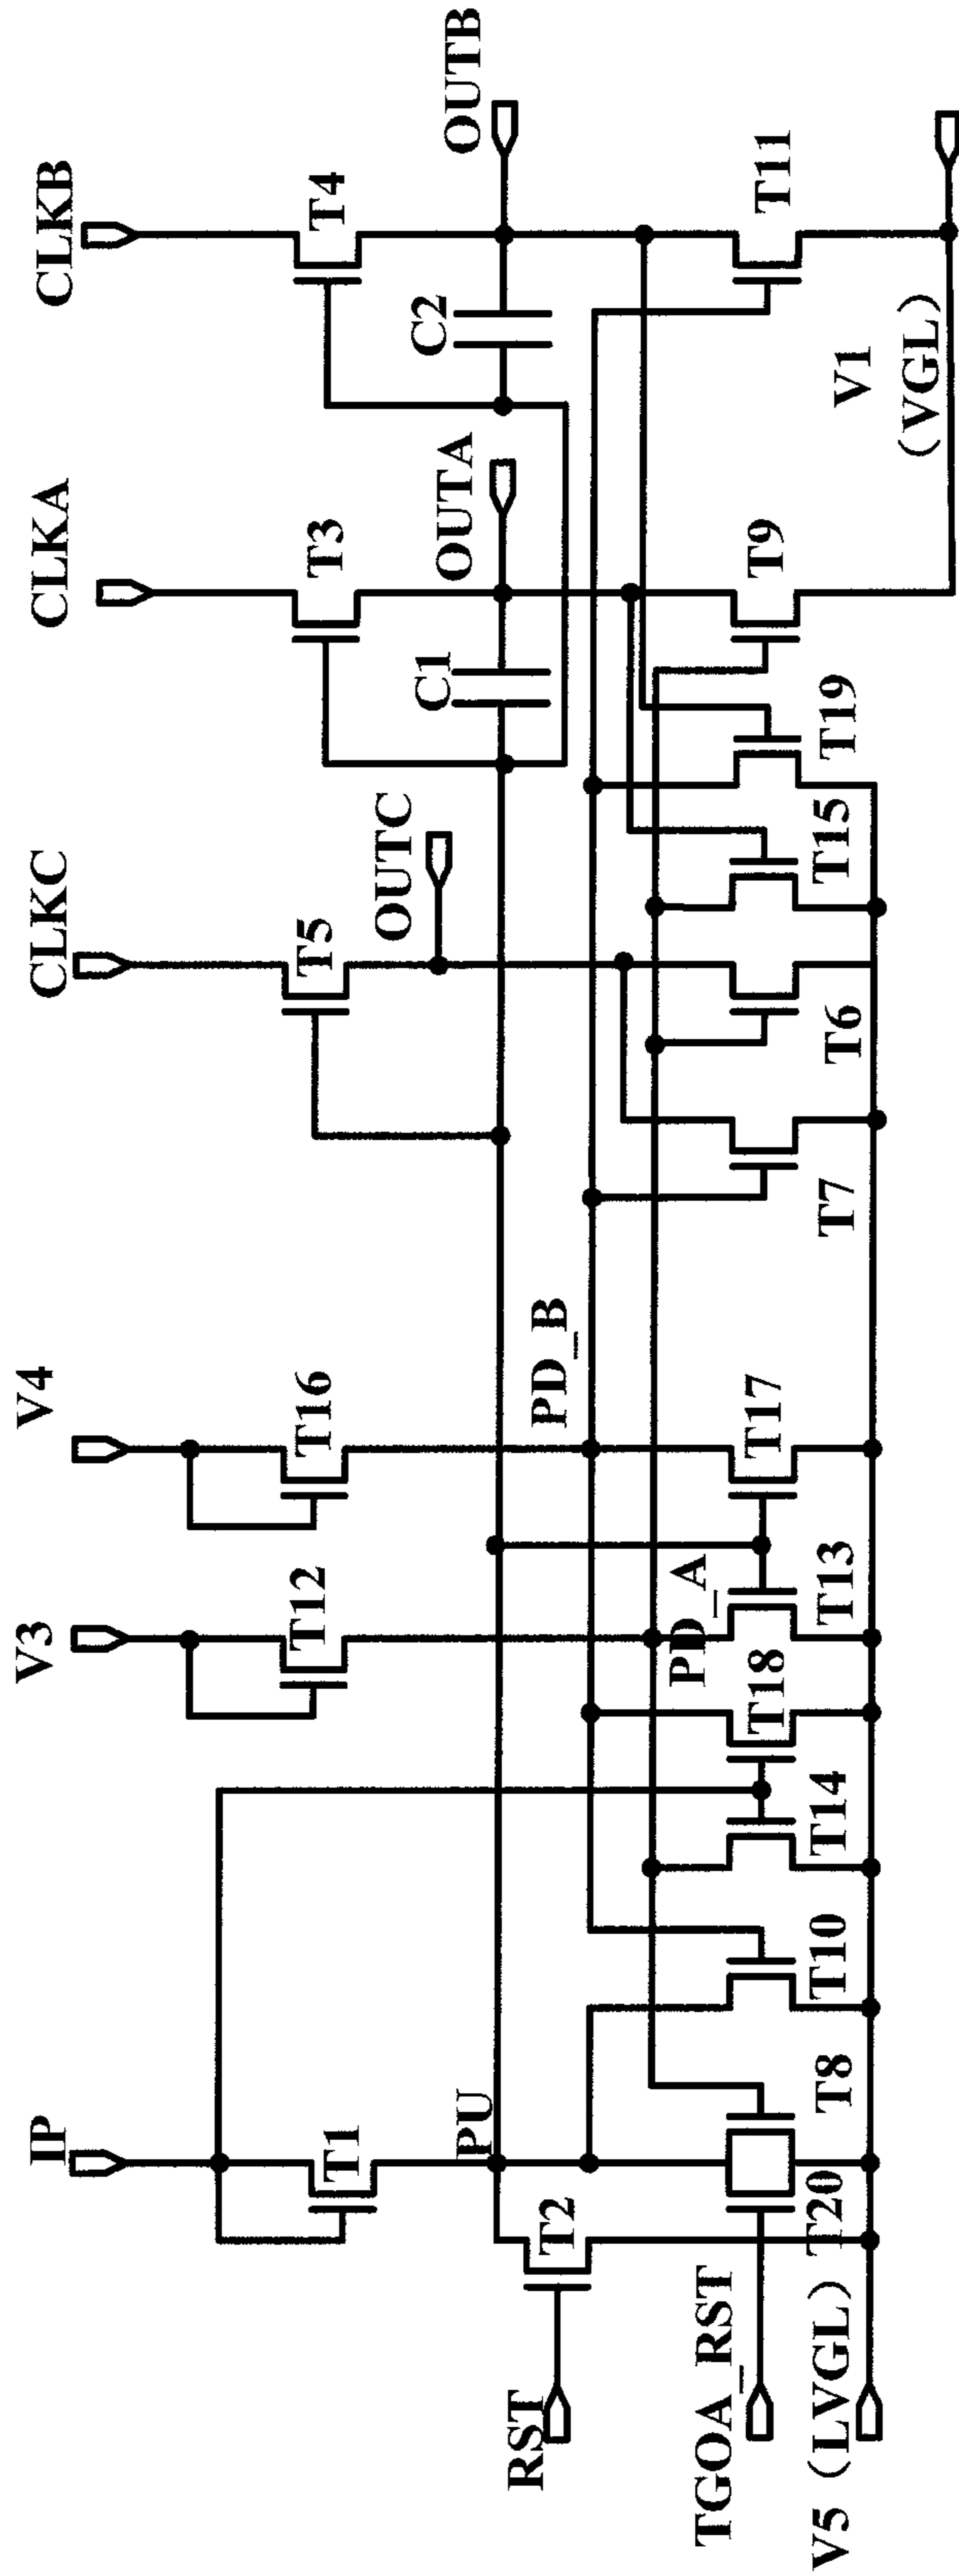 IP
V3
V4
CLKC
CLKA
CLKB
T1
T12
T16
T5
T3
T4
PU
RST
T2
OUTC
C1
OUTA
C2
OUTB
PD_B
PD_A
TGOA_RST
T20
T8
T10
T14
T18
T13
T17
T7
T6
T15
T19
T9
T11
V1
(VGL)
V5 (LVGL)